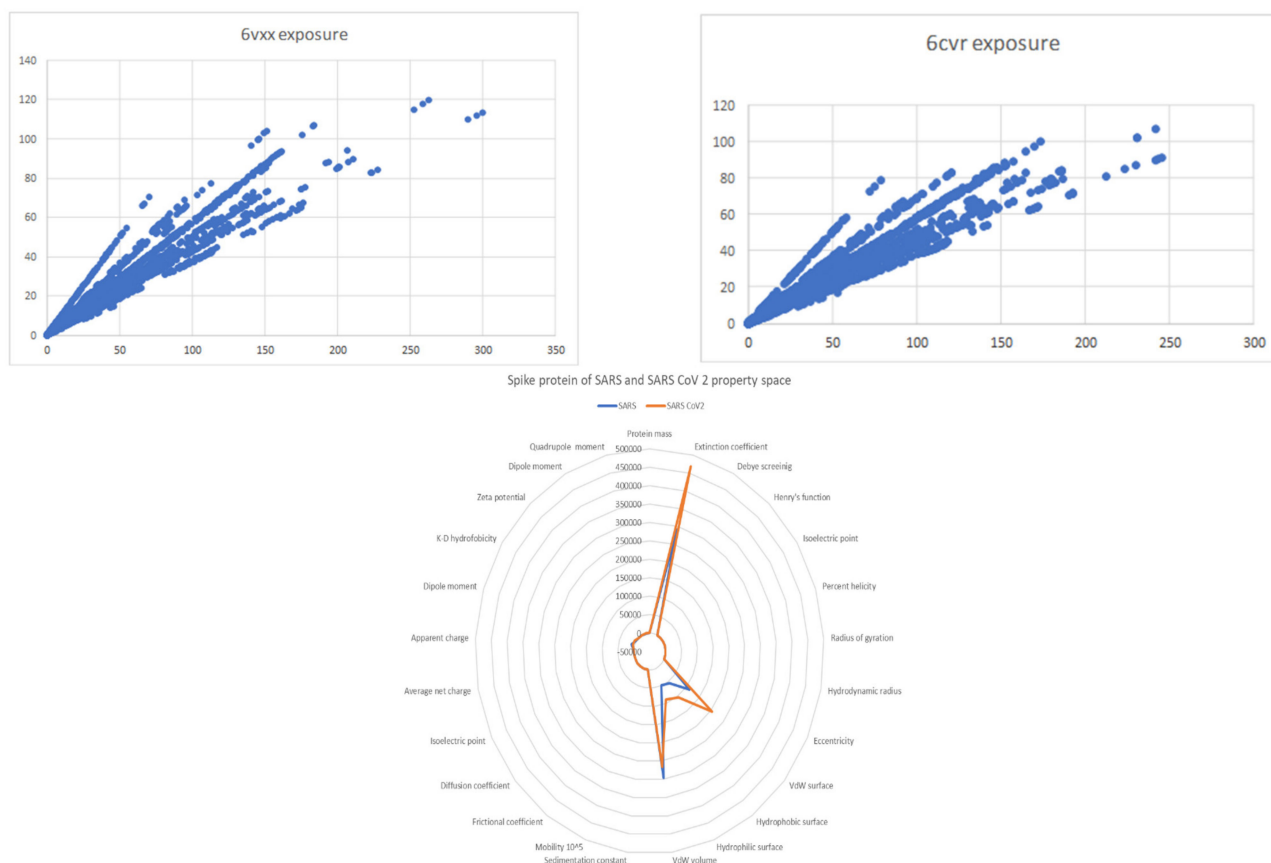 6vxx exposure
140
120
100
80
60
40
20
0
0 50 100 150 200 250 300 350
6cvr exposure
120
100
80
60
40
20
0
0 50 100 150 200 250 300
Spike protein of SARS and SARS CoV 2 property space
SARS SARS CoV2
Protein mass
Extinction coefficient
Debye screeinig
Henry's function
Isoelectric point
Percent helicity
Radius of gyration
Hydrodynamic radius
Eccentricity
VdW surface
Hydrophobic surface
Hydrophilic surface
VdW volume
Sedimentation constant
Mobility 10^5
Frictional coefficient
Diffusion coefficient
Isoelectric point
Average net charge
Apparent charge
Dipole moment
K-D hydrofobicity
Zeta potential
Dipole moment
Quadrupole moment
500000
450000
400000
350000
300000
250000
200000
150000
100000
50000
0
-50000